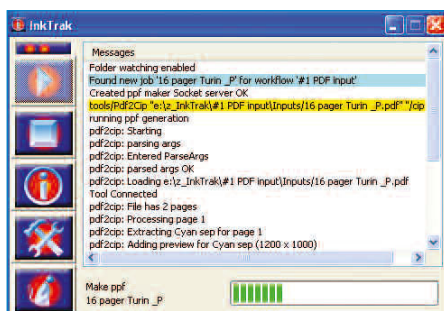 InkTrak
Messages
Folder watching enabled
Found new job '16 pager Turin _P' for workflow '#1 PDF input'
Created ppf maker Socket server OK
tools/Pdf2Cip "e:\z_InkTrak\#1 PDF input\Inputs/16 pager Turin _P.pdf" "/cip
running ppf generation
pdf2cip: Starting
pdf2cip: parsing args
pdf2cip: Entered ParseArgs
pdf2cip: parsed args OK
pdf2cip: Loading e:\z_InkTrak\#1 PDF input\Inputs/16 pager Turin _P.pdf
Tool Connected
pdf2cip: File has 2 pages
pdf2cip: Processing page 1
pdf2cip: Extracting Cyan sep for page 1
pdf2cip: Adding preview for Cyan sep (1200 x 1000)
Make ppf
16 pager Turin _P